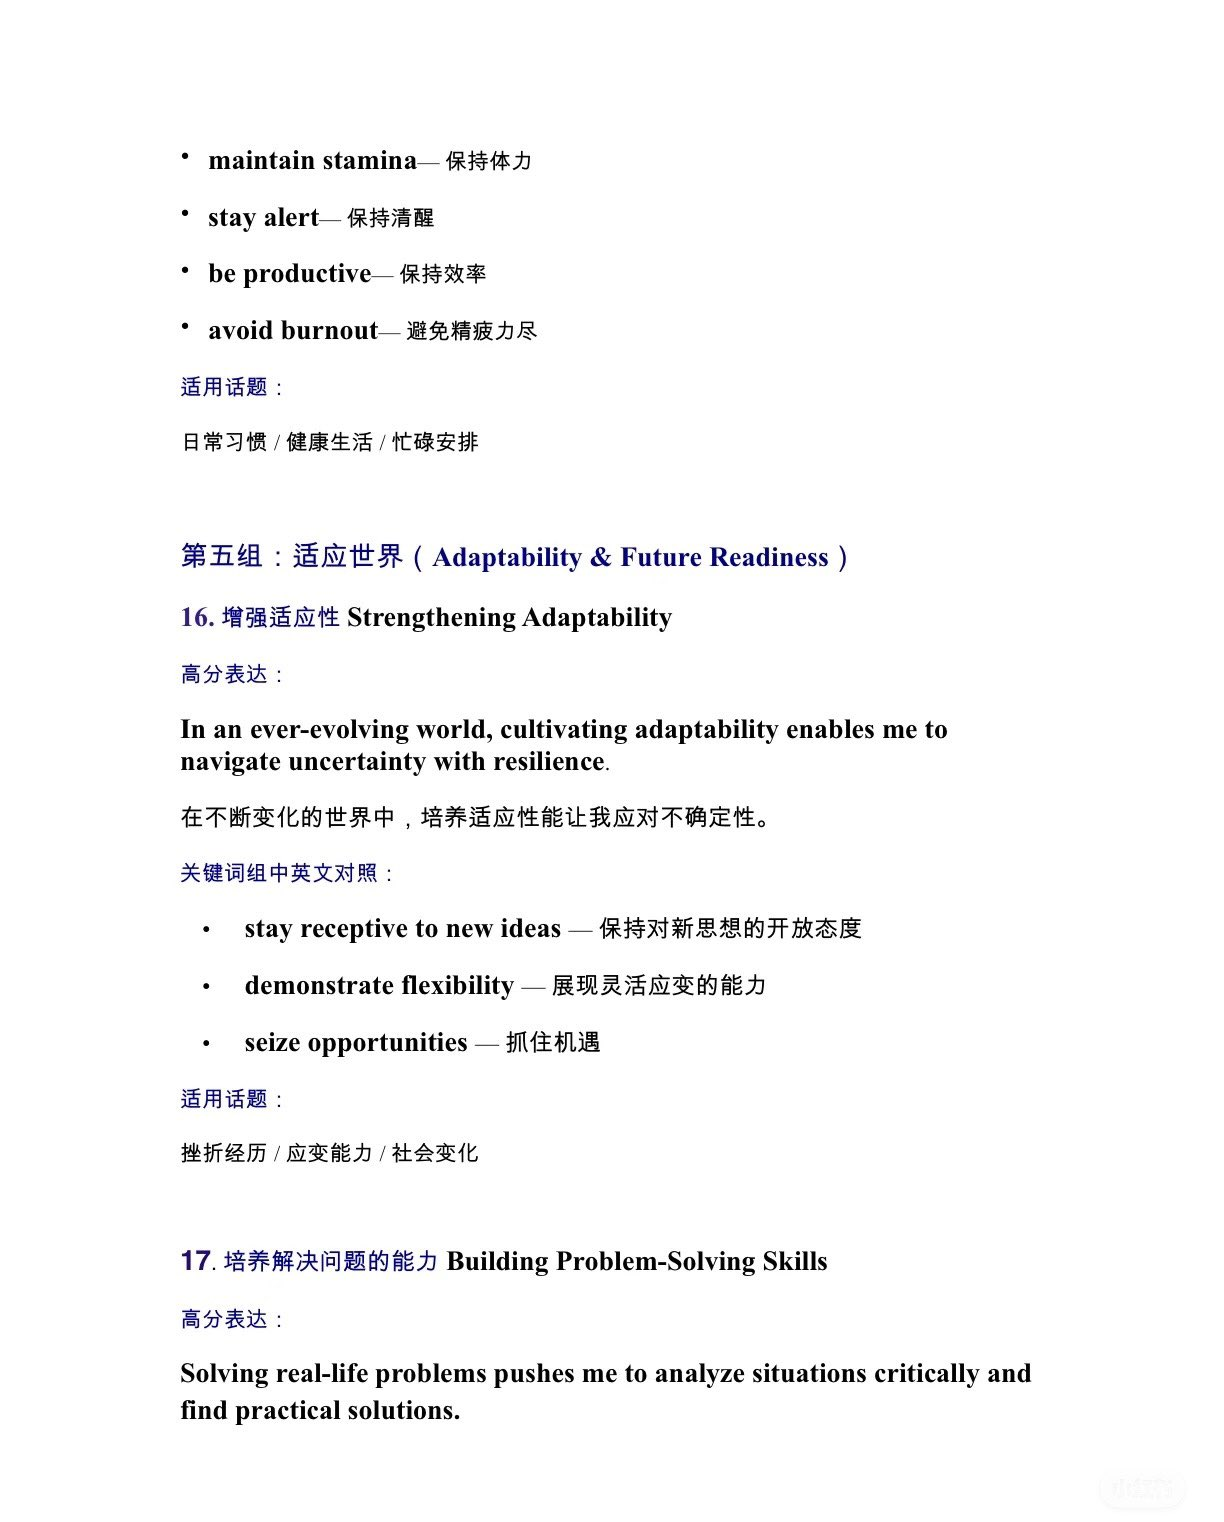 • maintain stamina— 保持体力
• stay alert— 保持清醒
• be productive— 保持效率
• avoid burnout— 避免精疲力尽
适用话题：
日常习惯 / 健康生活 / 忙碌安排
第五组：适应世界（Adaptability & Future Readiness）
16. 增强适应性 Strengthening Adaptability
高分表达：
In an ever-evolving world, cultivating adaptability enables me to
navigate uncertainty with resilience.
在不断变化的世界中，培养适应性能让我应对不确定性。
关键词组中英文对照：
• stay receptive to new ideas — 保持对新思想的开放态度
• demonstrate flexibility — 展现灵活应变的能力
• seize opportunities — 抓住机遇
适用话题：
挫折经历 / 应变能力 / 社会变化
17. 培养解决问题的能力 Building Problem-Solving Skills
高分表达：
Solving real-life problems pushes me to analyze situations critically and
find practical solutions.
小红书